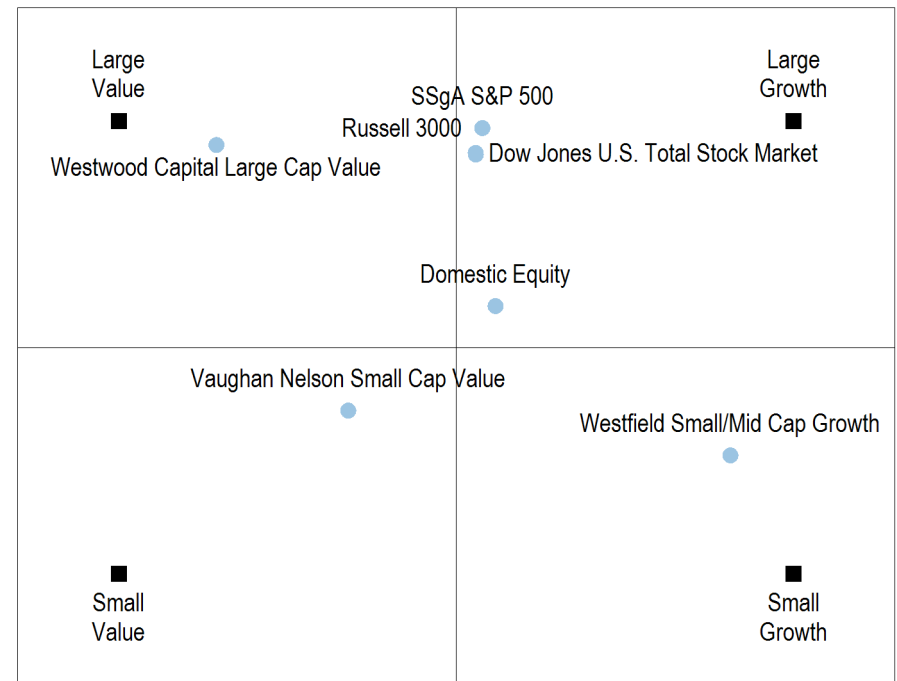 Large
Value
Large
Growth
SSgA S&P 500
Russell 3000
Dow Jones U.S. Total Stock Market
Westwood Capital Large Cap Value
Domestic Equity
Vaughan Nelson Small Cap Value
Westfield Small/Mid Cap Growth
Small
Value
Small
Growth